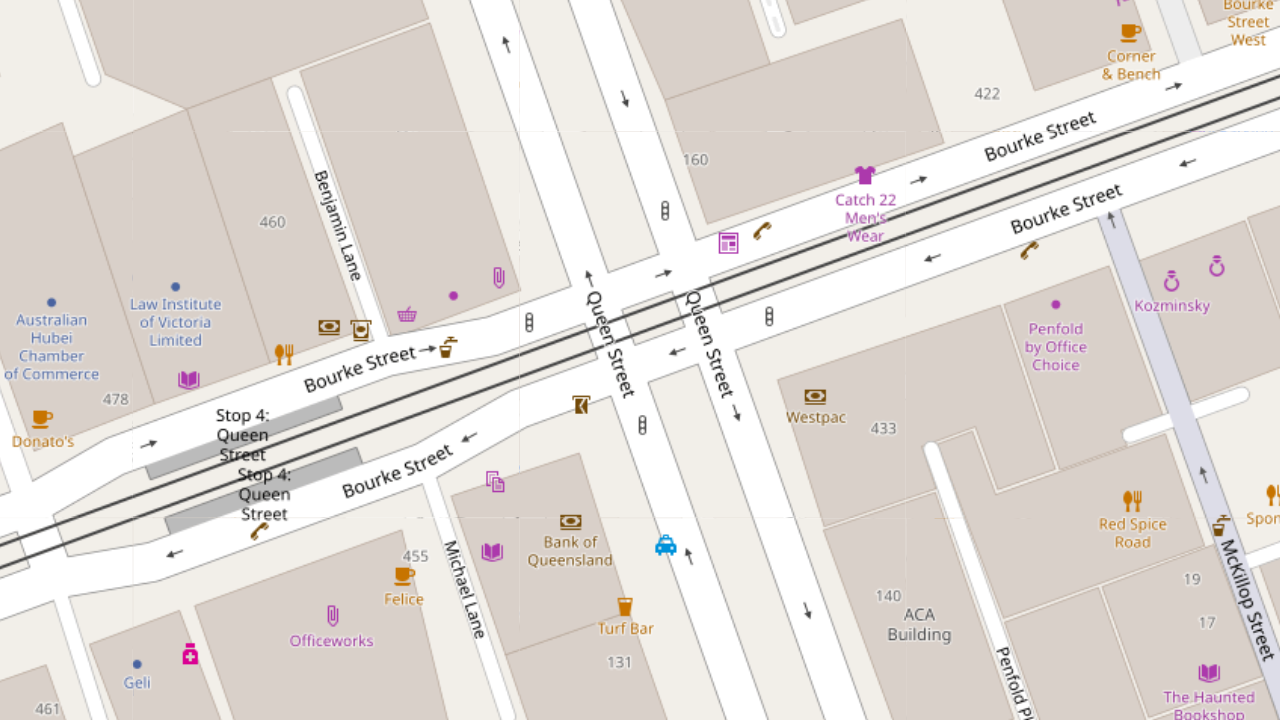 Bourke
Street
West
Corner
& Bench
422
Bourke Street
160
Catch 22
Men's
Wear
Bourke Street
Benjamin Lane
460
Law Institute
of Victoria
Limited
Australian
Hubei
Chamber
of Commerce
478
Donato's
Bourke Street
Queen Street
Queen Street
Kozminsky
Penfold
by Office
Choice
Westpac
433
Stop 4:
Queen
Street
Stop 4:
Queen
Street
Bourke Street
Bank of
Queensland
455
Felice
Michael Lane
Officeworks
Turf Bar
131
Geli
461
140
ACA
Building
Red Spice
Road
19
17
McKillop Street
The Haunted
Bookshop